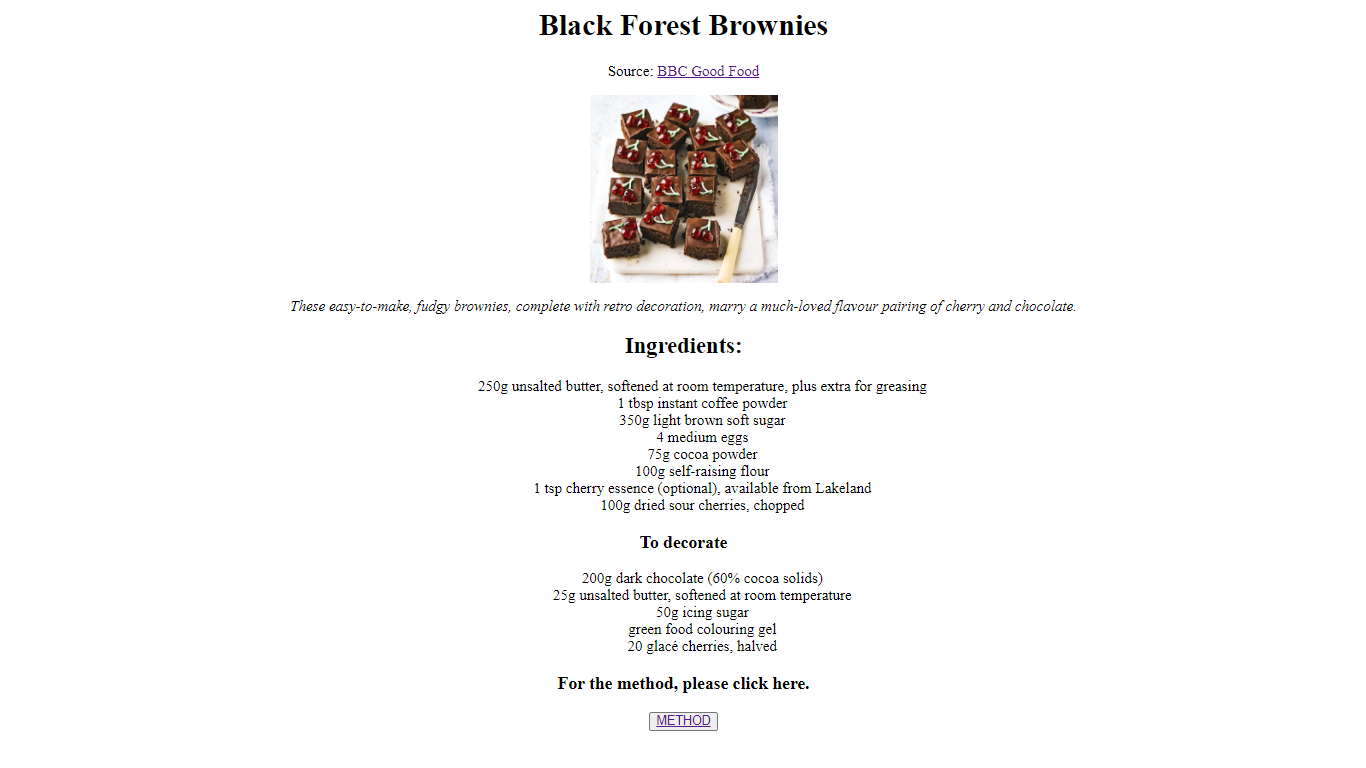 Black Forest Brownies
Source: BBC Good Food
These easy-to-make, fudgy brownies, complete with retro decoration, marry a much-loved flavour pairing of cherry and chocolate.
Ingredients:
250g unsalted butter, softened at room temperature, plus extra for greasing
1 tbsp instant coffee powder
350g light brown soft sugar
4 medium eggs
75g cocoa powder
100g self-raising flour
1 tsp cherry essence (optional), available from Lakeland
100g dried sour cherries, chopped
To decorate
200g dark chocolate (60% cocoa solids)
25g unsalted butter, softened at room temperature
50g icing sugar
green food colouring gel
20 glacé cherries, halved
For the method, please click here.
METHOD